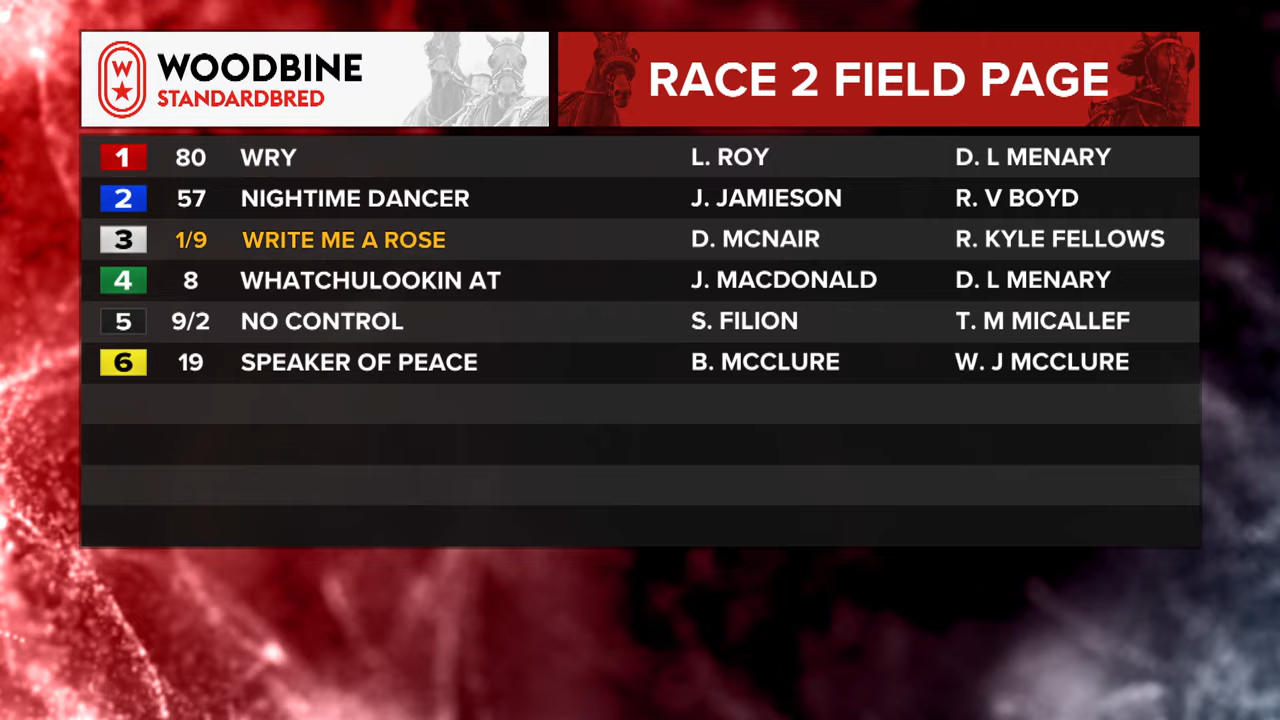 W
WOODBINE
STANDARDBRED
RACE 2 FIELD PAGE
1 80 WRY L. ROY D. L MENARY
2 57 NIGHTIME DANCER J. JAMIESON R. V BOYD
3 1/9 WRITE ME A ROSE D. MCNAIR R. KYLE FELLOWS
4 8 WHATCHULOOKIN AT J. MACDONALD D. L MENARY
5 9/2 NO CONTROL S. FILION T. M MICALLEF
6 19 SPEAKER OF PEACE B. MCCLURE W. J MCCLURE